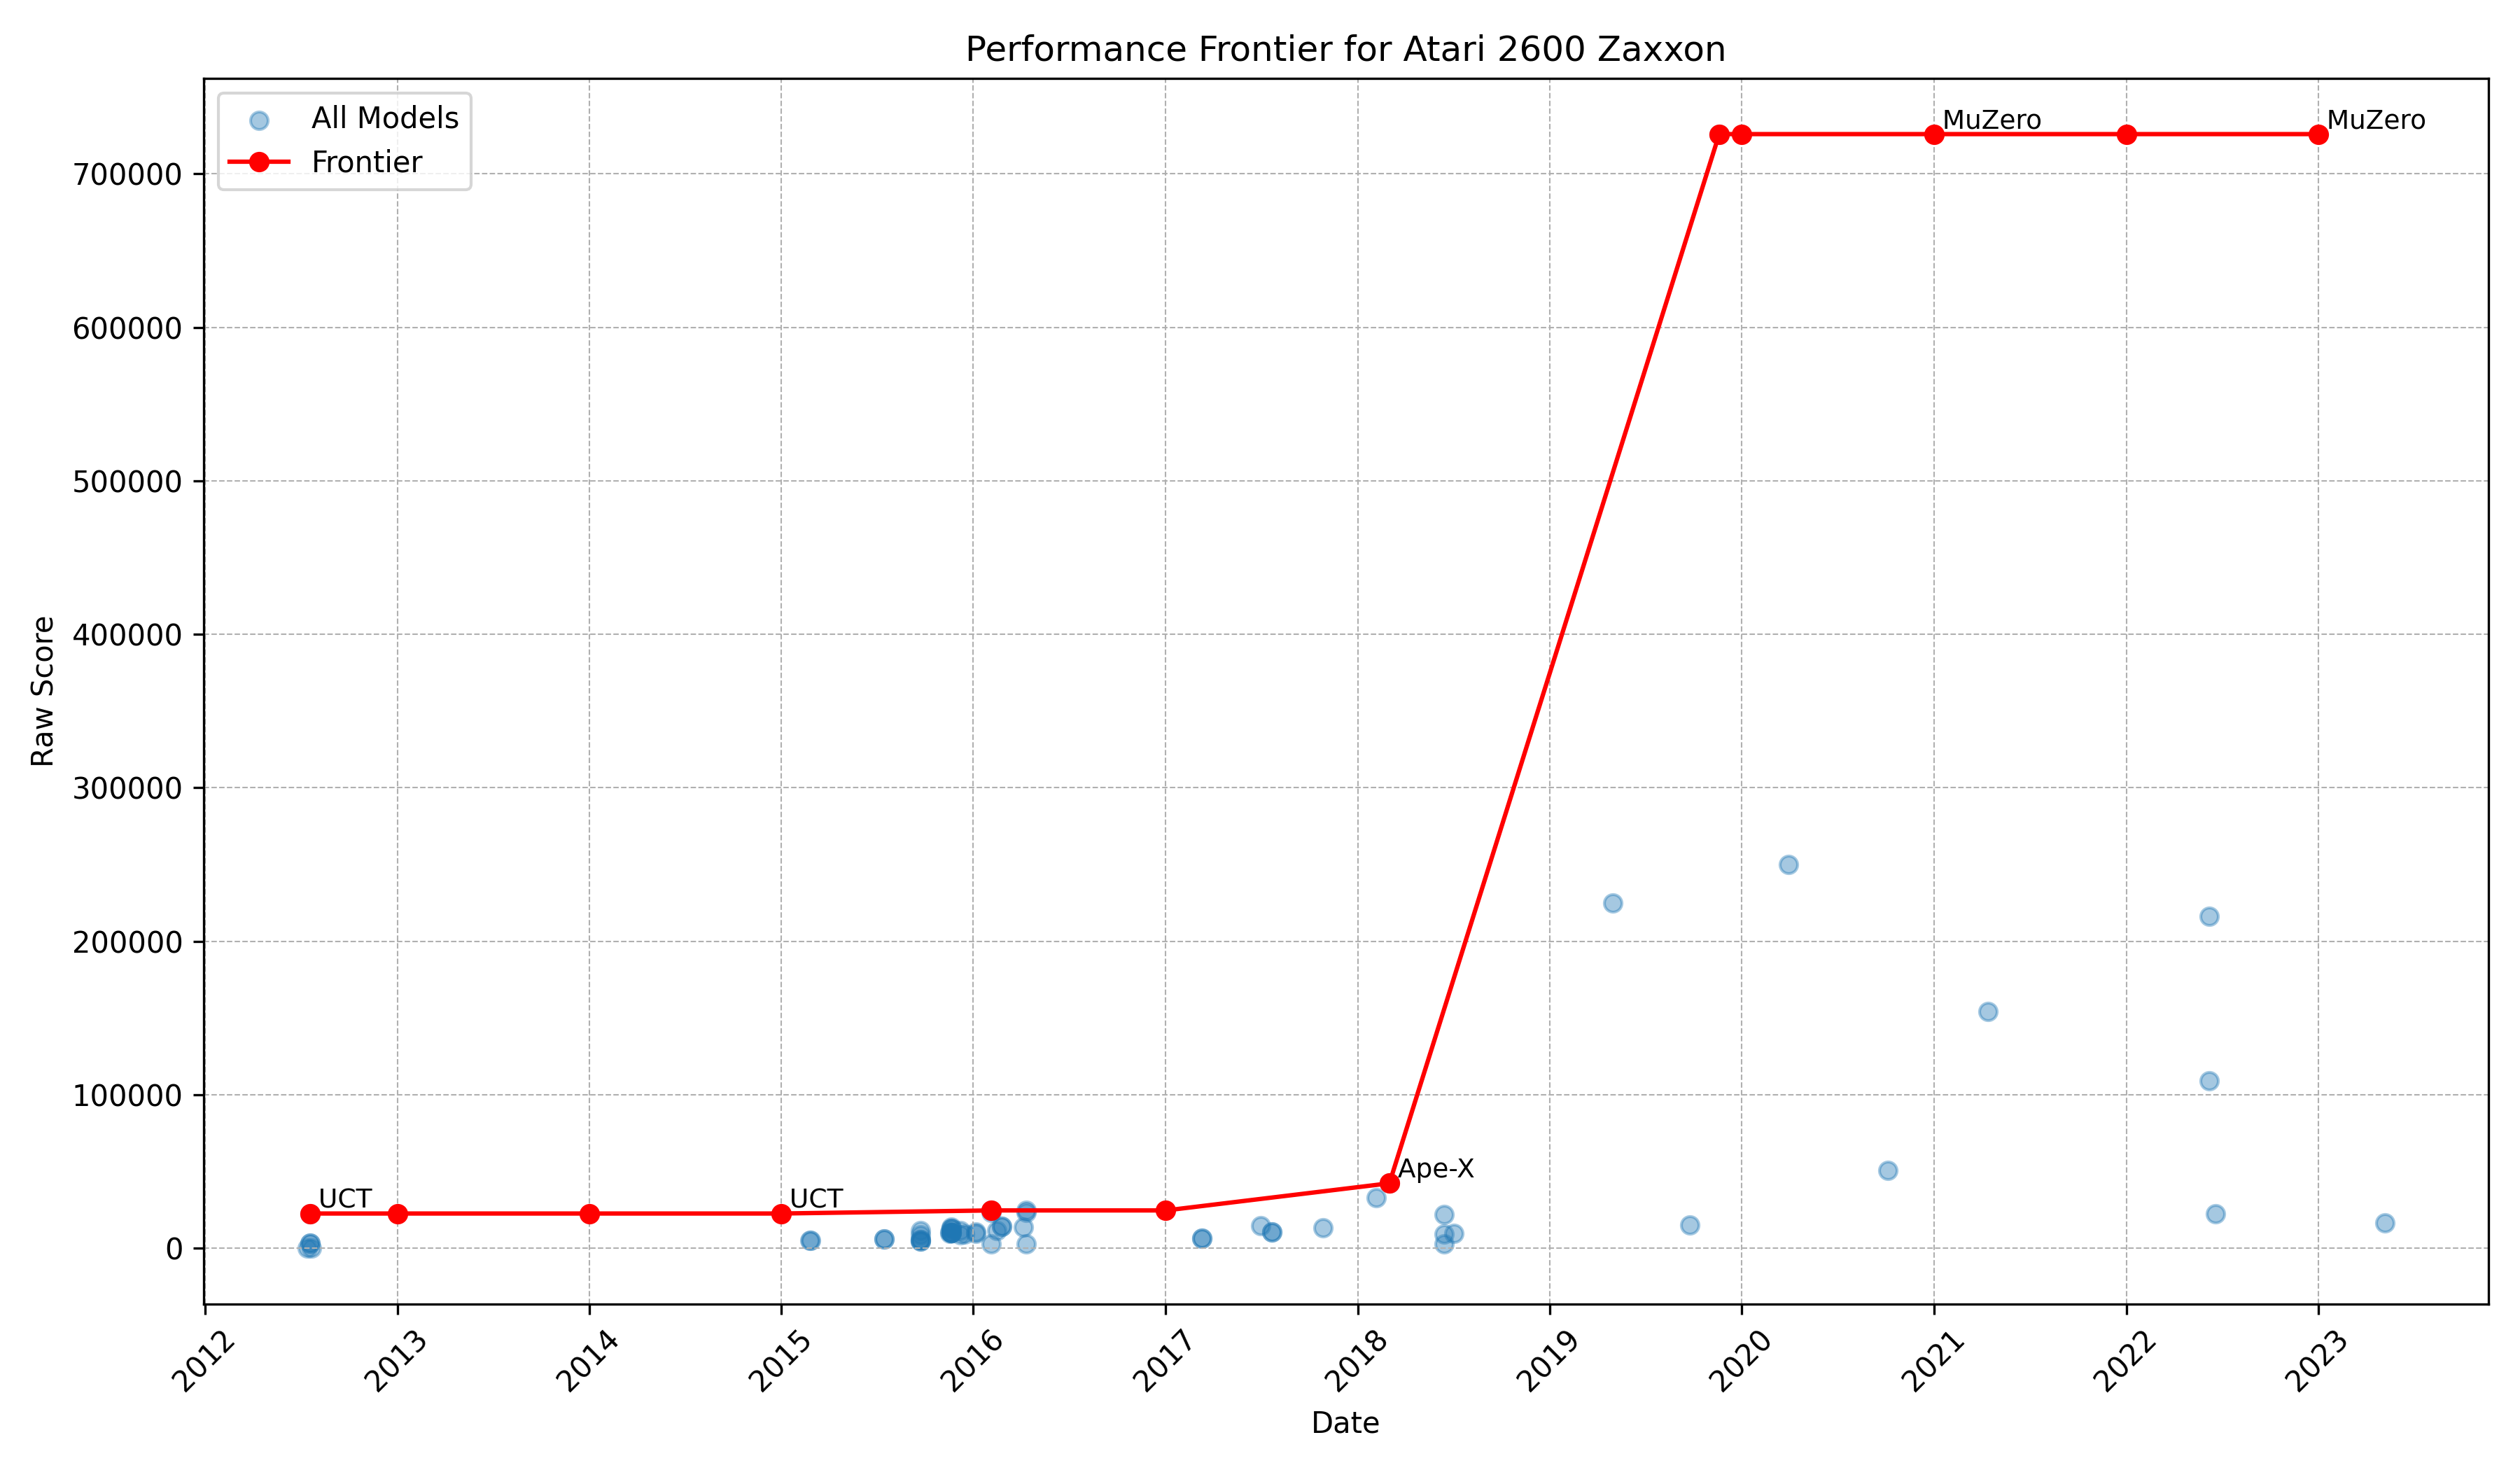 Performance Frontier for Atari 2600 Zaxxon
All Models
Frontier
MuZero
MuZero
UCT
UCT
Ape-X
700000
600000
500000
400000
300000
200000
100000
0
Raw Score
2012
2013
2014
2015
2016
2017
2018
2019
2020
2021
2022
2023
Date